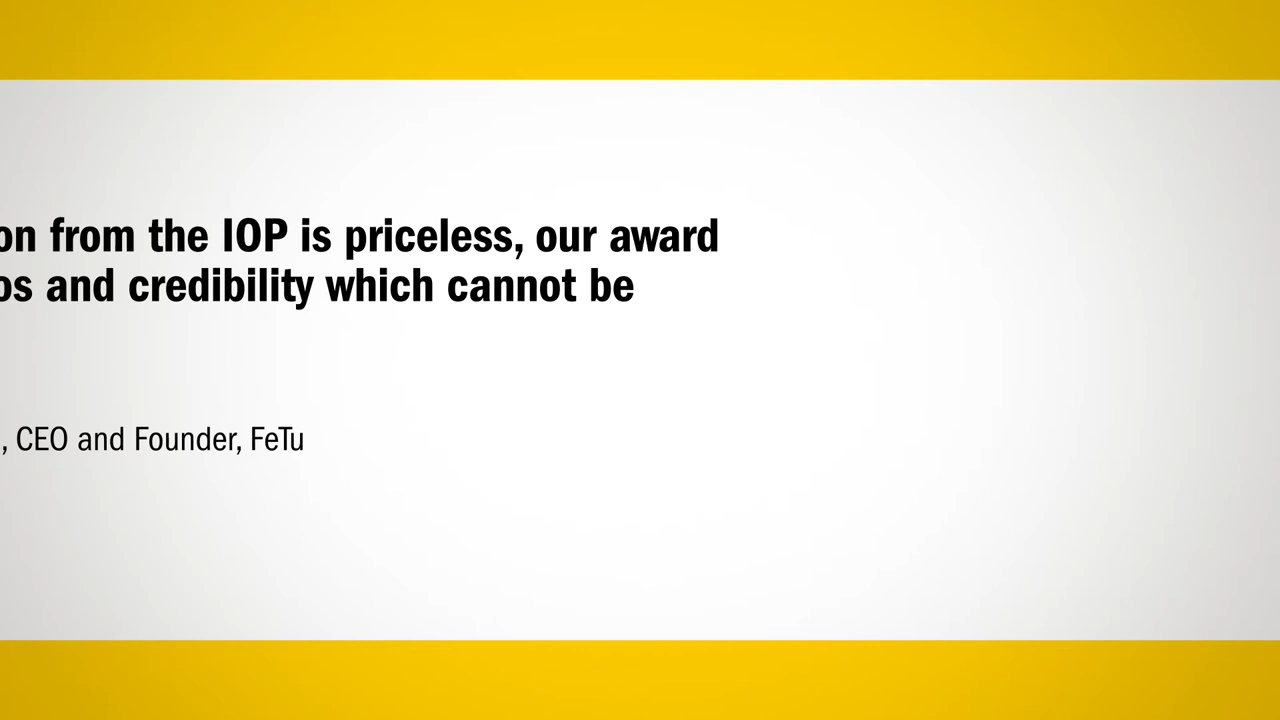 on from the IOP is priceless, our award
os and credibility which cannot be
, CEO and Founder, FeTu